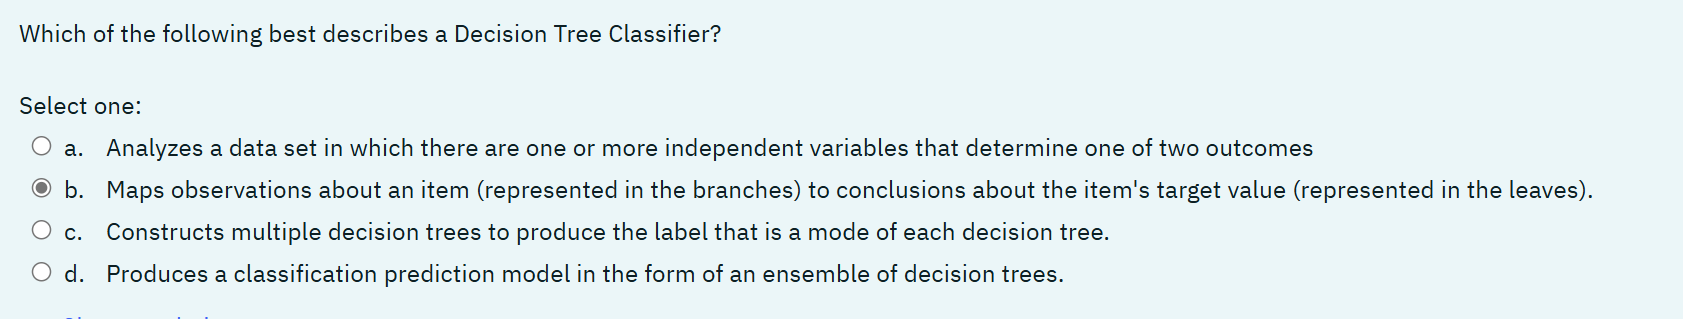 Which of the following best describes a Decision Tree Classifier?
Select one:
a. Analyzes a data set in which there are one or more independent variables that determine one of two outcomes
b. Maps observations about an item (represented in the branches) to conclusions about the item's target value (represented in the leaves).
c. Constructs multiple decision trees to produce the label that is a mode of each decision tree.
d. Produces a classification prediction model in the form of an ensemble of decision trees.